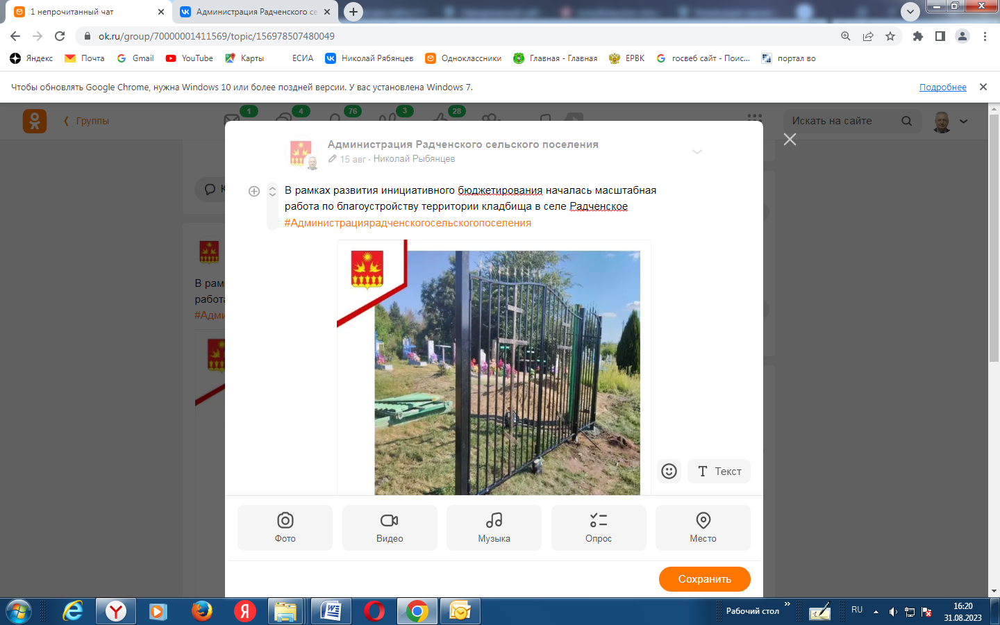 1 непрочитанный чат
Администрация Радченского се
ok.ru/group/70000001411569/topic/156978507480049
Яндекс
Почта
Gmail
YouTube
Карты
ЕСИА
Николай Рябянцев
Одноклассники
Главная - Главная
ЕРВК
госвеб сайт - Поис...
портал во
Чтобы обновлять Google Chrome, нужна Windows 10 или более поздней версии. У вас установлена Windows 7.
Подробнее
Группы
1
4
76
3
28
Искать на сайте
Администрация Радченского сельского поселения
15 авг · Николай Рыбянцев
В рамках развития инициативного бюджетирования началась масштабная
работа по благоустройству территории кладбища в селе Радченское
#Администрациярадченскогосельскогопоселения
К
В рам
работа
#Адми
Текст
Фото
Видео
Музыка
Опрос
Место
Сохранить
Рабочий стол
RU
16:20
31.08.2023